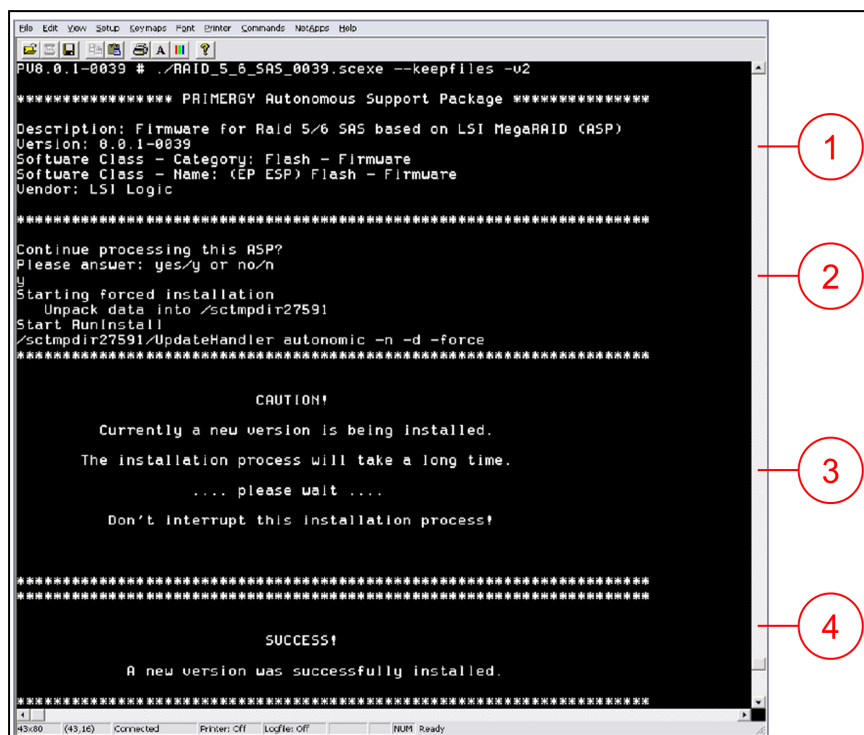 File Edit View Setup Keymaps Font Printer Commands NetApps Help
PV8.0.1-0039 # ./RAID_5_6_SAS_0039.scexe --keepfiles -v2
***************** PRIMERGY Autonomous Support Package ***************
Description: Firmware for Raid 5/6 SAS based on LSI MegaRAID (ASP)
Version: 8.0.1-0039
Software Class - Category: Flash - Firmware
Software Class - Name: (EP ESP) Flash - Firmware
Vendor: LSI Logic
**********************************************************************
1
Continue processing this ASP?
Please answer: yes/y or no/n
y
Starting forced installation
Unpack data into /sctmpdir27591
Start RunInstall
/sctmpdir27591/UpdateHandler autonomic -n -d -force
**********************************************************************
2
CAUTION!
Currently a new version is being installed.
The installation process will take a long time.
.... please wait ....
Don't interrupt this installation process!
3
**********************************************************************
**********************************************************************
SUCCESS!
A new version was successfully installed.
4
**********************************************************************
43x80 (43,16) Connected Printer: Off Logfile: Off NUM Ready